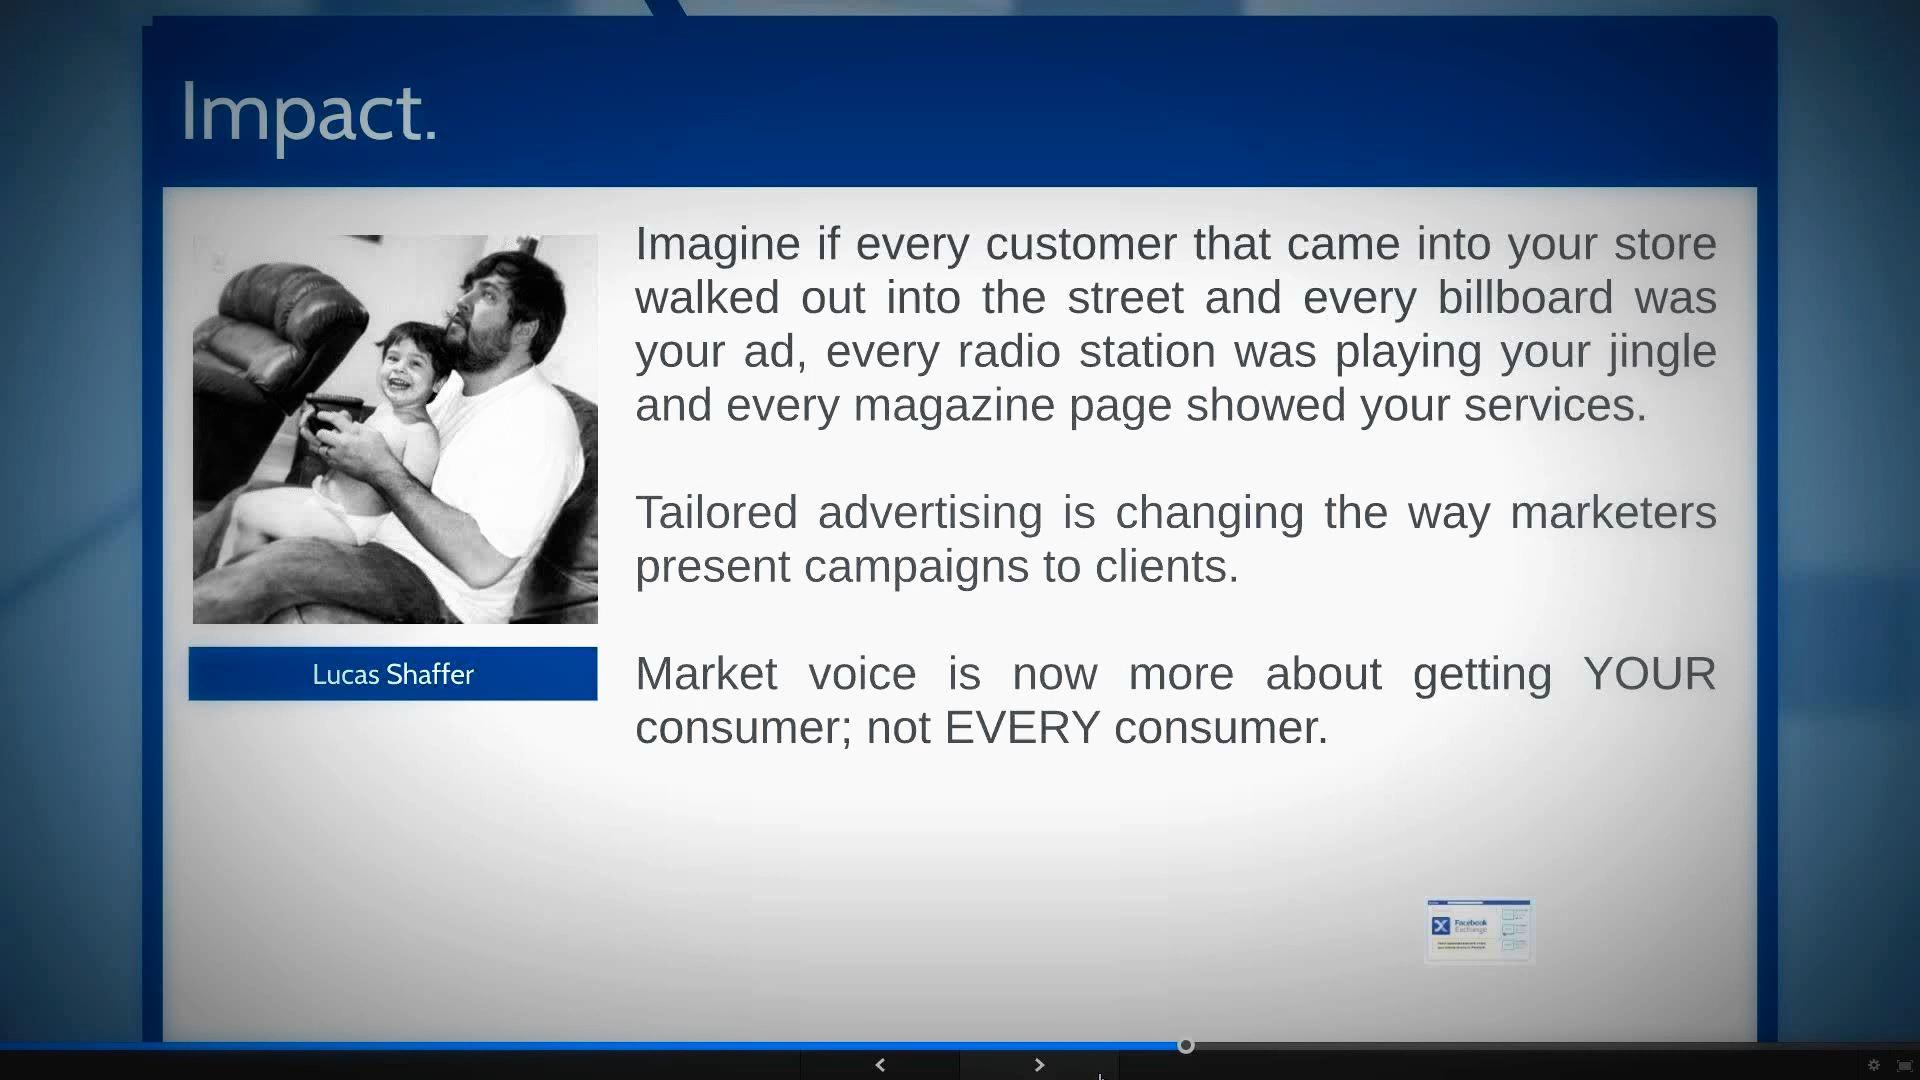 Impact.
Imagine if every customer that came into your store
walked out into the street and every billboard was
your ad, every radio station was playing your jingle
and every magazine page showed your services.
Tailored advertising is changing the way marketers
present campaigns to clients.
Market voice is now more about getting YOUR
consumer; not EVERY consumer.
Lucas Shaffer
Facebook
Exchange